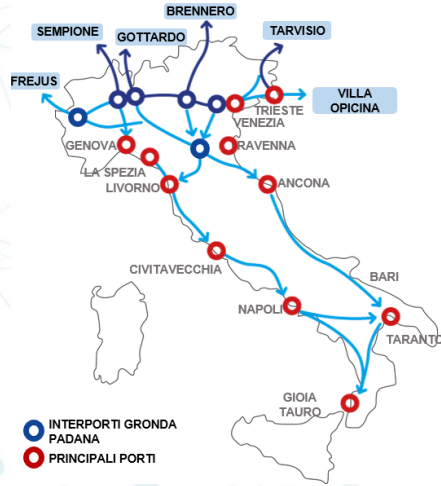 BRENNERO
SEMPIONE
GOTTARDO
TARVISIO
FREJUS
VILLA
OPICINA
TRIESTE
VENEZIA
GENOVA
RAVENNA
LA SPEZIA
LIVORNO
ANCONA
CIVITAVECCHIA
BARI
NAPOLI
TARANTO
GIOIA
TAURO
INTERPORTI GRONDA
PADANA
PRINCIPALI PORTI